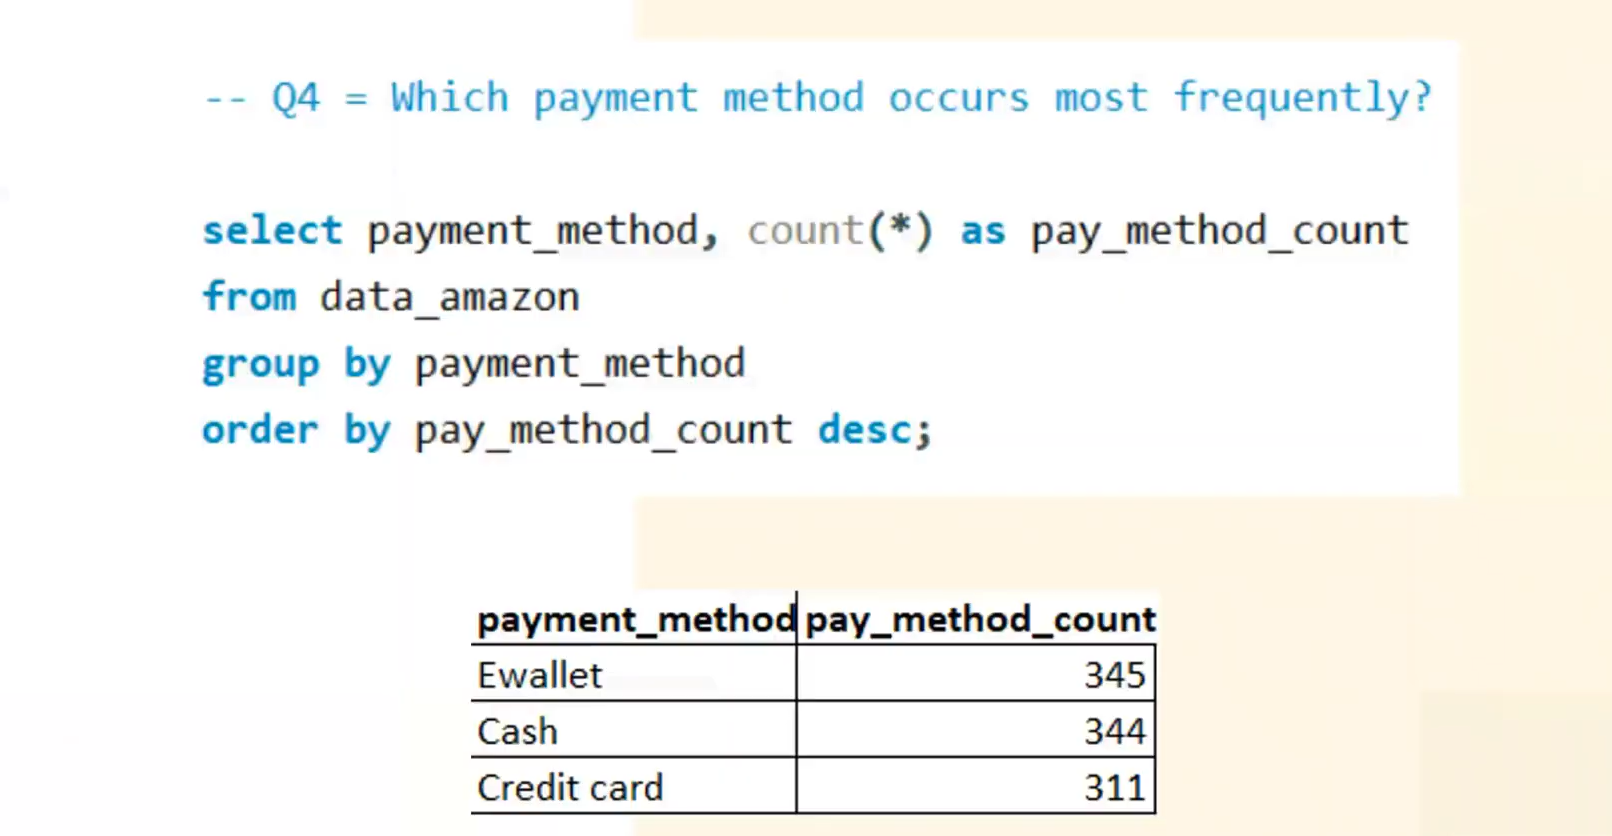 -- Q4 = Which payment method occurs most frequently?
select payment_method, count(*) as pay_method_count
from data_amazon
group by payment_method
order by pay_method_count desc;
payment_method pay_method_count
Ewallet 345
Cash 344
Credit card 311